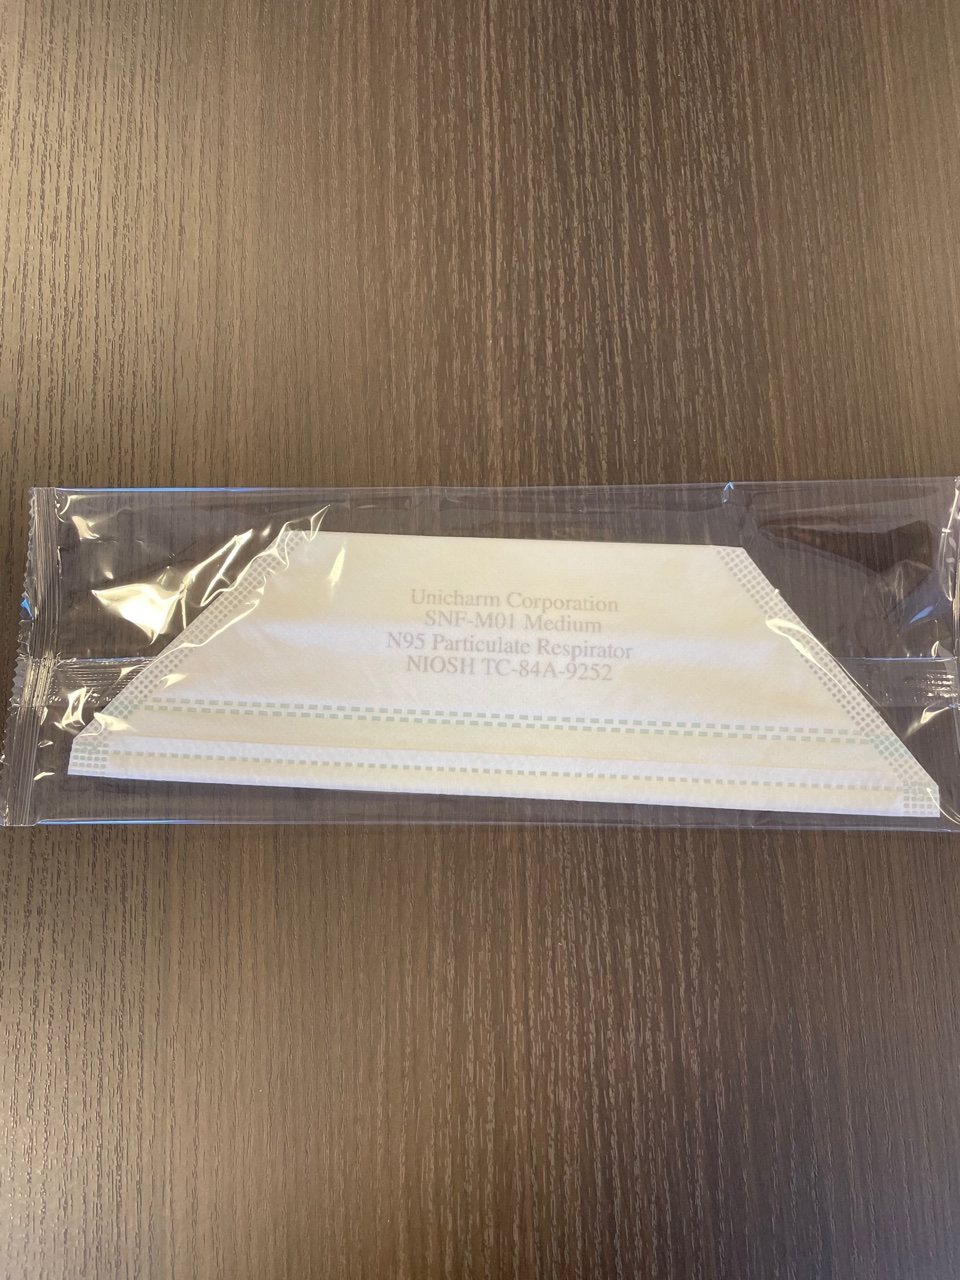 Unicharm Corporation
SNF-M01 Medium
N95 Particulate Respirator
NIOSH TC-84A-9252